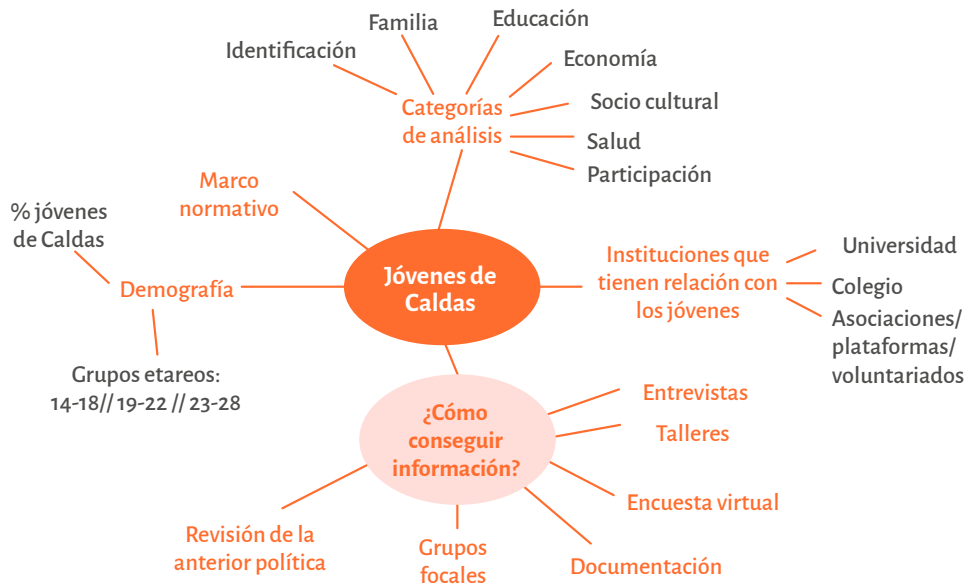 Familia
Educación
Identificación
Economía
Categorías
de análisis
Socio cultural
Salud
Participación
Marco
normativo
% jóvenes
de Caldas
Demografía
Grupos etareos:
14-18// 19-22 // 23-28
Jóvenes de
Caldas
Instituciones que
tienen relación con
los jóvenes
Universidad
Colegio
Asociaciones/
plataformas/
voluntariados
¿Cómo
conseguir
información?
Entrevistas
Talleres
Encuesta virtual
Documentación
Grupos
focales
Revisión de la
anterior política